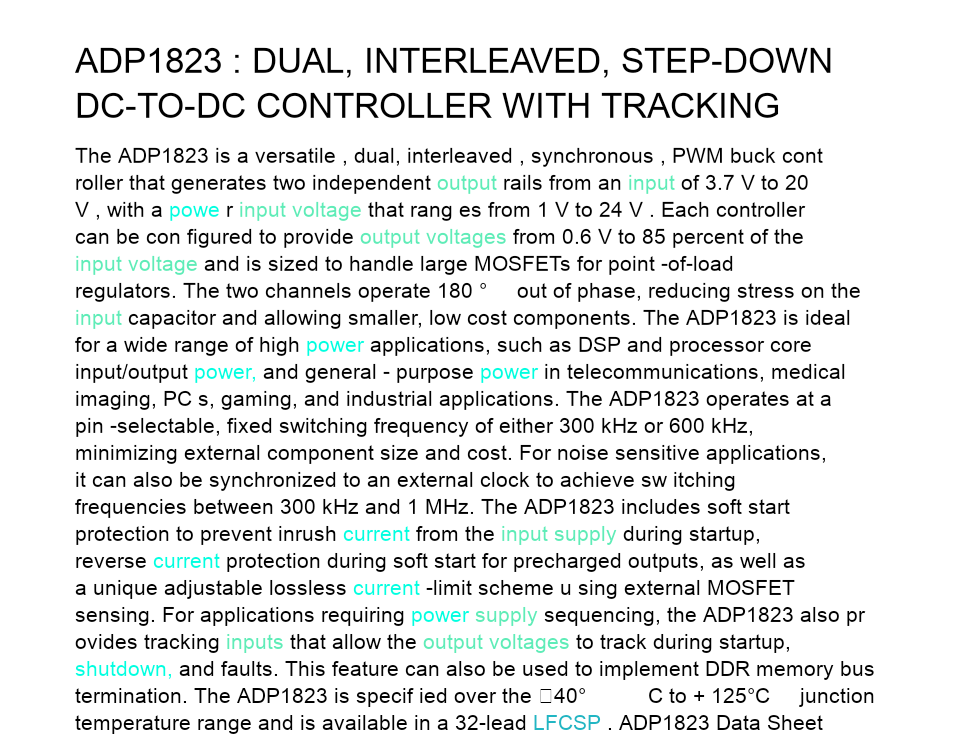 ADP1823 : DUAL, INTERLEAVED, STEP-DOWN
DC-TO-DC CONTROLLER WITH TRACKING
The ADP1823 is a versatile , dual, interleaved , synchronous , PWM buck cont
roller that generates two independent output rails from an input of 3.7 V to 20
V , with a powe r input voltage that rang es from 1 V to 24 V . Each controller
can be con figured to provide output voltages from 0.6 V to 85 percent of the
input voltage and is sized to handle large MOSFETs for point -of-load
regulators. The two channels operate 180 ° out of phase, reducing stress on the
input capacitor and allowing smaller, low cost components. The ADP1823 is ideal
for a wide range of high power applications, such as DSP and processor core
input/output power, and general - purpose power in telecommunications, medical
imaging, PC s, gaming, and industrial applications. The ADP1823 operates at a
pin -selectable, fixed switching frequency of either 300 kHz or 600 kHz,
minimizing external component size and cost. For noise sensitive applications,
it can also be synchronized to an external clock to achieve sw itching
frequencies between 300 kHz and 1 MHz. The ADP1823 includes soft start
protection to prevent inrush current from the input supply during startup,
reverse current protection during soft start for precharged outputs, as well as
a unique adjustable lossless current -limit scheme u sing external MOSFET
sensing. For applications requiring power supply sequencing, the ADP1823 also pr
ovides tracking inputs that allow the output voltages to track during startup,
shutdown, and faults. This feature can also be used to implement DDR memory bus
termination. The ADP1823 is specif ied over the □40° C to + 125°C junction
temperature range and is available in a 32-lead LFCSP . ADP1823 Data Sheet